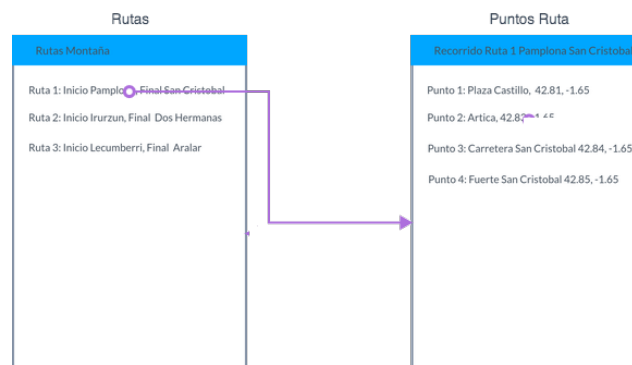 Rutas
Rutas Montaña
Ruta 1: Inicio Pamplo , Final San Cristobal
Ruta 2: Inicio Irurzun, Final Dos Hermanas
Ruta 3: Inicio Lecumberri, Final Aralar
Puntos Ruta
Recorrido Ruta 1 Pamplona San Cristobal
Punto 1: Plaza Castillo, 42.81, -1.65
Punto 2: Artica,
Punto 3: Carretera San Cristobal 42.84, -1.65
Punto 4: Fuerte San Cristobal 42.85, -1.65